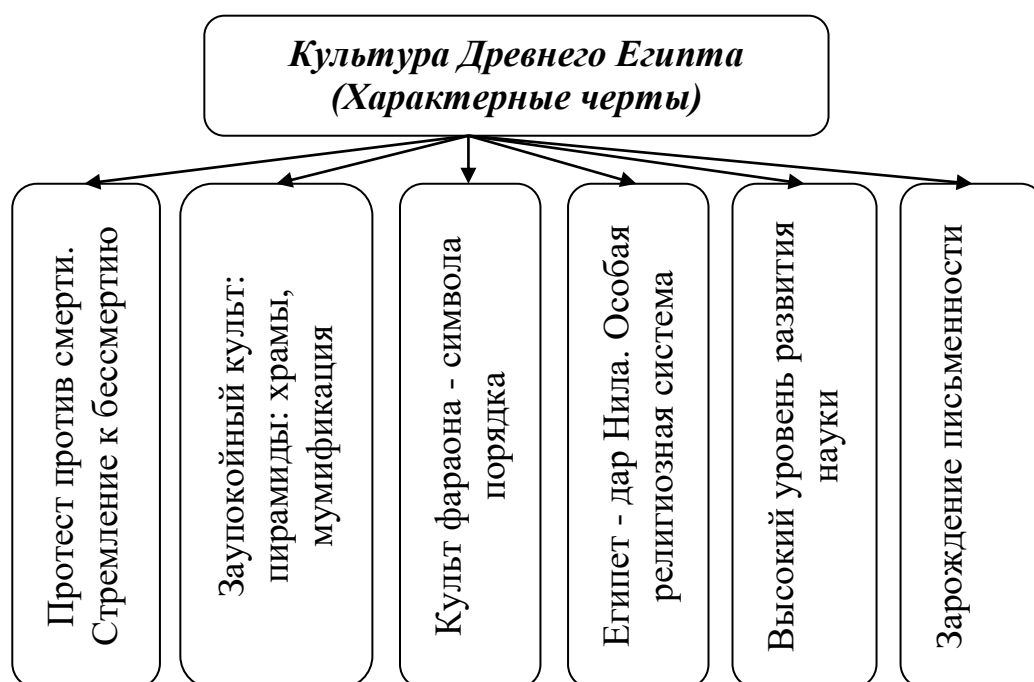 Культура Древнего Египта
(Характерные черты)
Протест против смерти.
Стремление к бессмертию
Заупокойный культ:
пирамиды: храмы,
мумификация
Культ фараона - символа
порядка
Египет - дар Нила. Особая
религиозная система
Высокий уровень развития
науки
Зарождение письменности